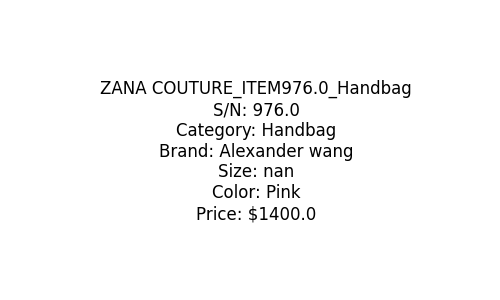 ZANA COUTURE_ITEM976.0_Handbag
S/N: 976.0
Category: Handbag
Brand: Alexander wang
Size: nan
Color: Pink
Price: $1400.0